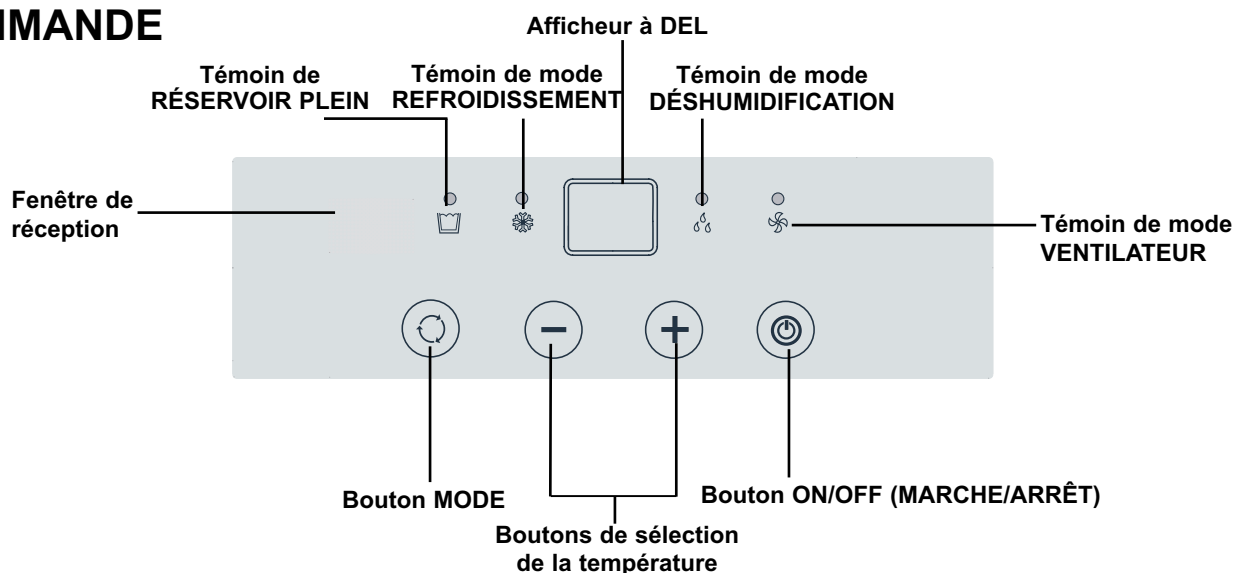 MMANDE
Afficheur à DEL
Témoin de
RÉSERVOIR PLEIN
Témoin de mode
REFROIDISSEMENT
Témoin de mode
DÉSHUMIDIFICATION
Fenêtre de
réception
Témoin de mode
VENTILATEUR
Bouton MODE
Boutons de sélection
de la température
Bouton ON/OFF (MARCHE/ARRÊT)